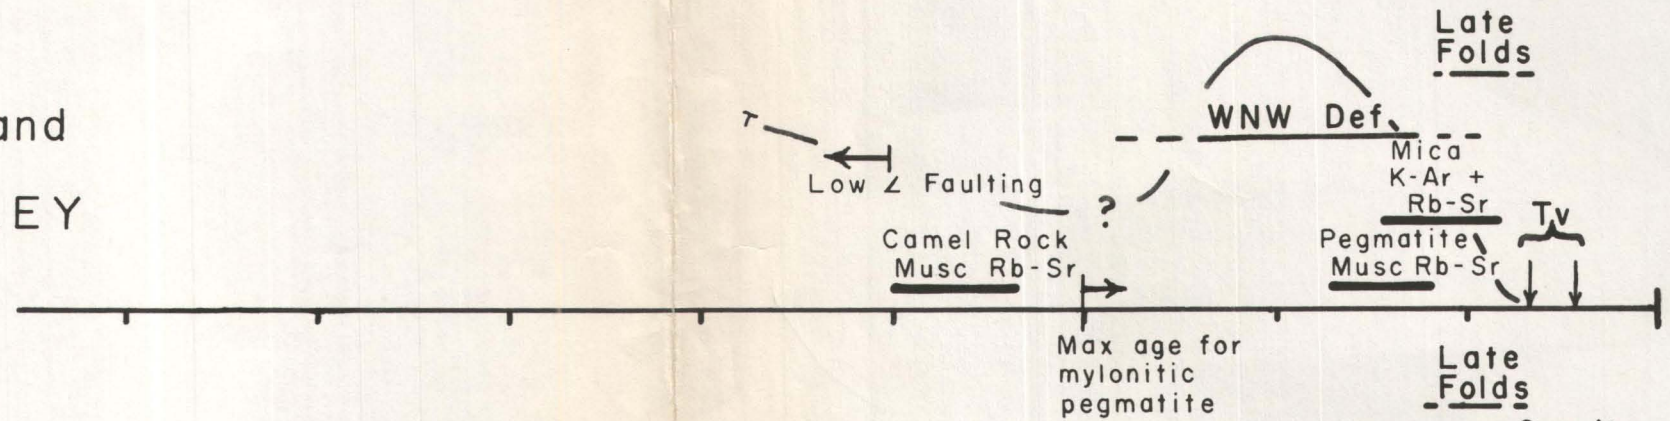 Late
Folds
and
WNW Def.
Mica
K-Ar +
Rb-Sr
Low ∠ Faulting
?
EY
Tv
Camel Rock
Musc Rb-Sr
Pegmatite
Musc Rb-Sr
Max age for
mylonitic
pegmatite
Late
Folds